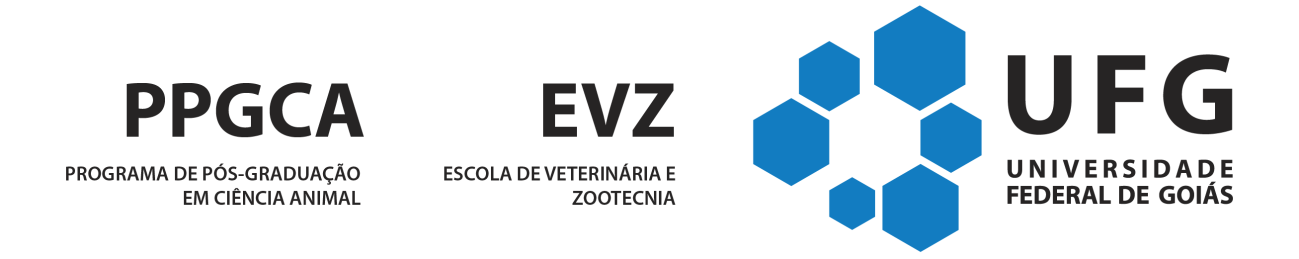 PPGCA
PROGRAMA DE PÓS-GRADUAÇÃO
EM CIÊNCIA ANIMAL
EVZ
ESCOLA DE VETERINÁRIA E
ZOOTECNIA
UFG
UNIVERSIDADE
FEDERAL DE GOIÁS